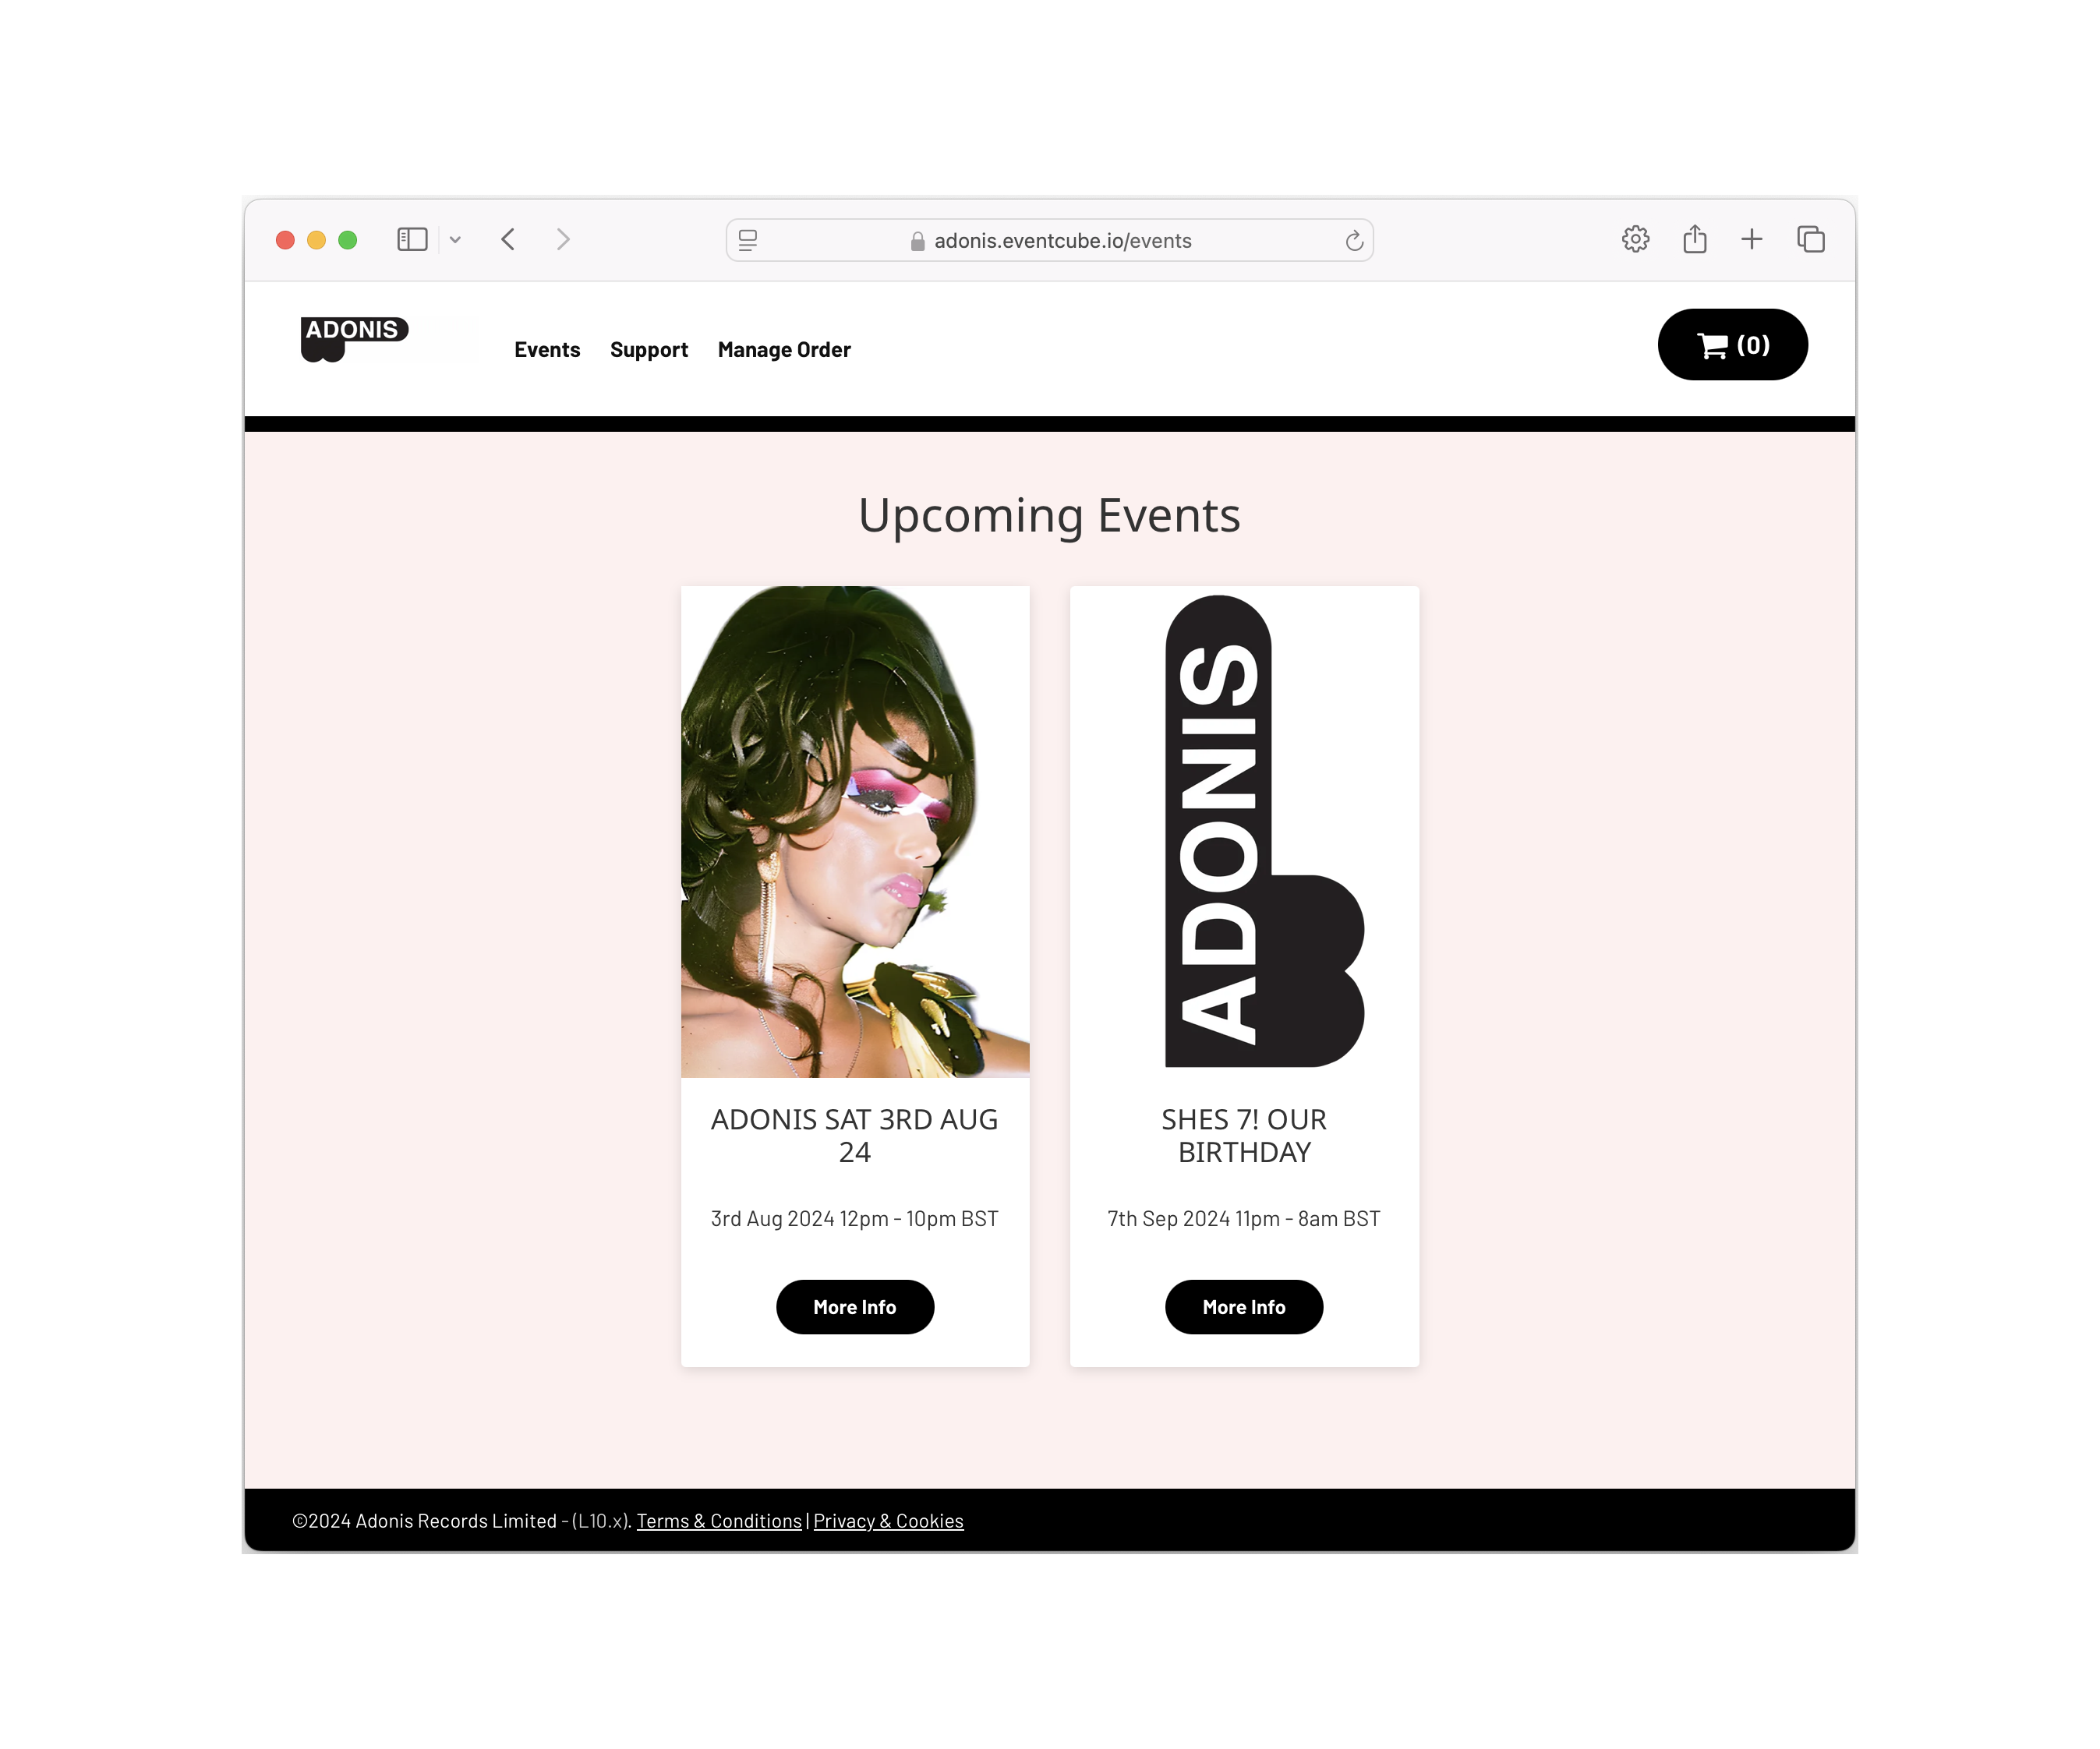 adonis.eventcube.io/events
ADONIS
Events Support Manage Order
(0)
Upcoming Events
ADONIS
ADONIS SAT 3RD AUG
24
3rd Aug 2024 12pm - 10pm BST
More Info
SHES 7! OUR
BIRTHDAY
7th Sep 2024 11pm - 8am BST
More Info
©2024 Adonis Records Limited - (L10.x). Terms & Conditions | Privacy & Cookies